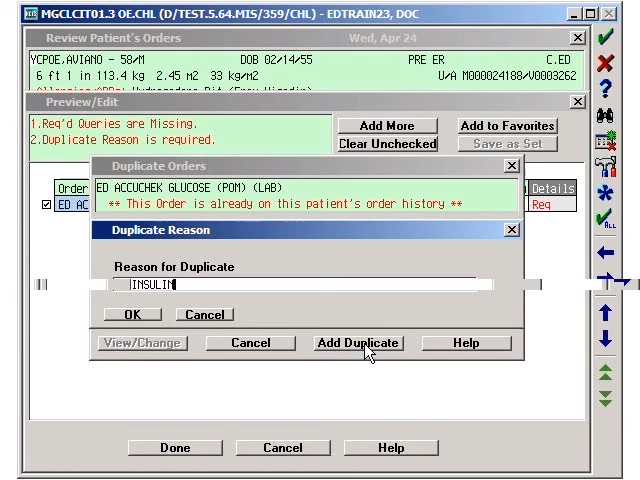 MGCLCIT01.3 OE.CHL (D/TEST.5.64.MIS/359/CHL) - EDTRAIN23, DOC
Review Patient's Orders Wed, Apr 24
YCPOE,AVIANO - 58/M DOB 02/14/55 PRE ER C.ED
6 ft 1 in 113.4 kg 2.45 m2 33 kg/m2 U/A M000024188/V0003262
Preview/Edit
1.Req'd Queries are Missing.
2.Duplicate Reason is required.
Add More Add to Favorites
Clear Unchecked Save as Set
Duplicate Orders
ED ACCUCHEK GLUCOSE (POM) (LAB)
** This Order is already on this patient's order history **
Order Details
ED AC Req
Duplicate Reason
Reason for Duplicate
INSULIN
OK Cancel
View/Change Cancel Add Duplicate Help
Done Cancel Help
ALL